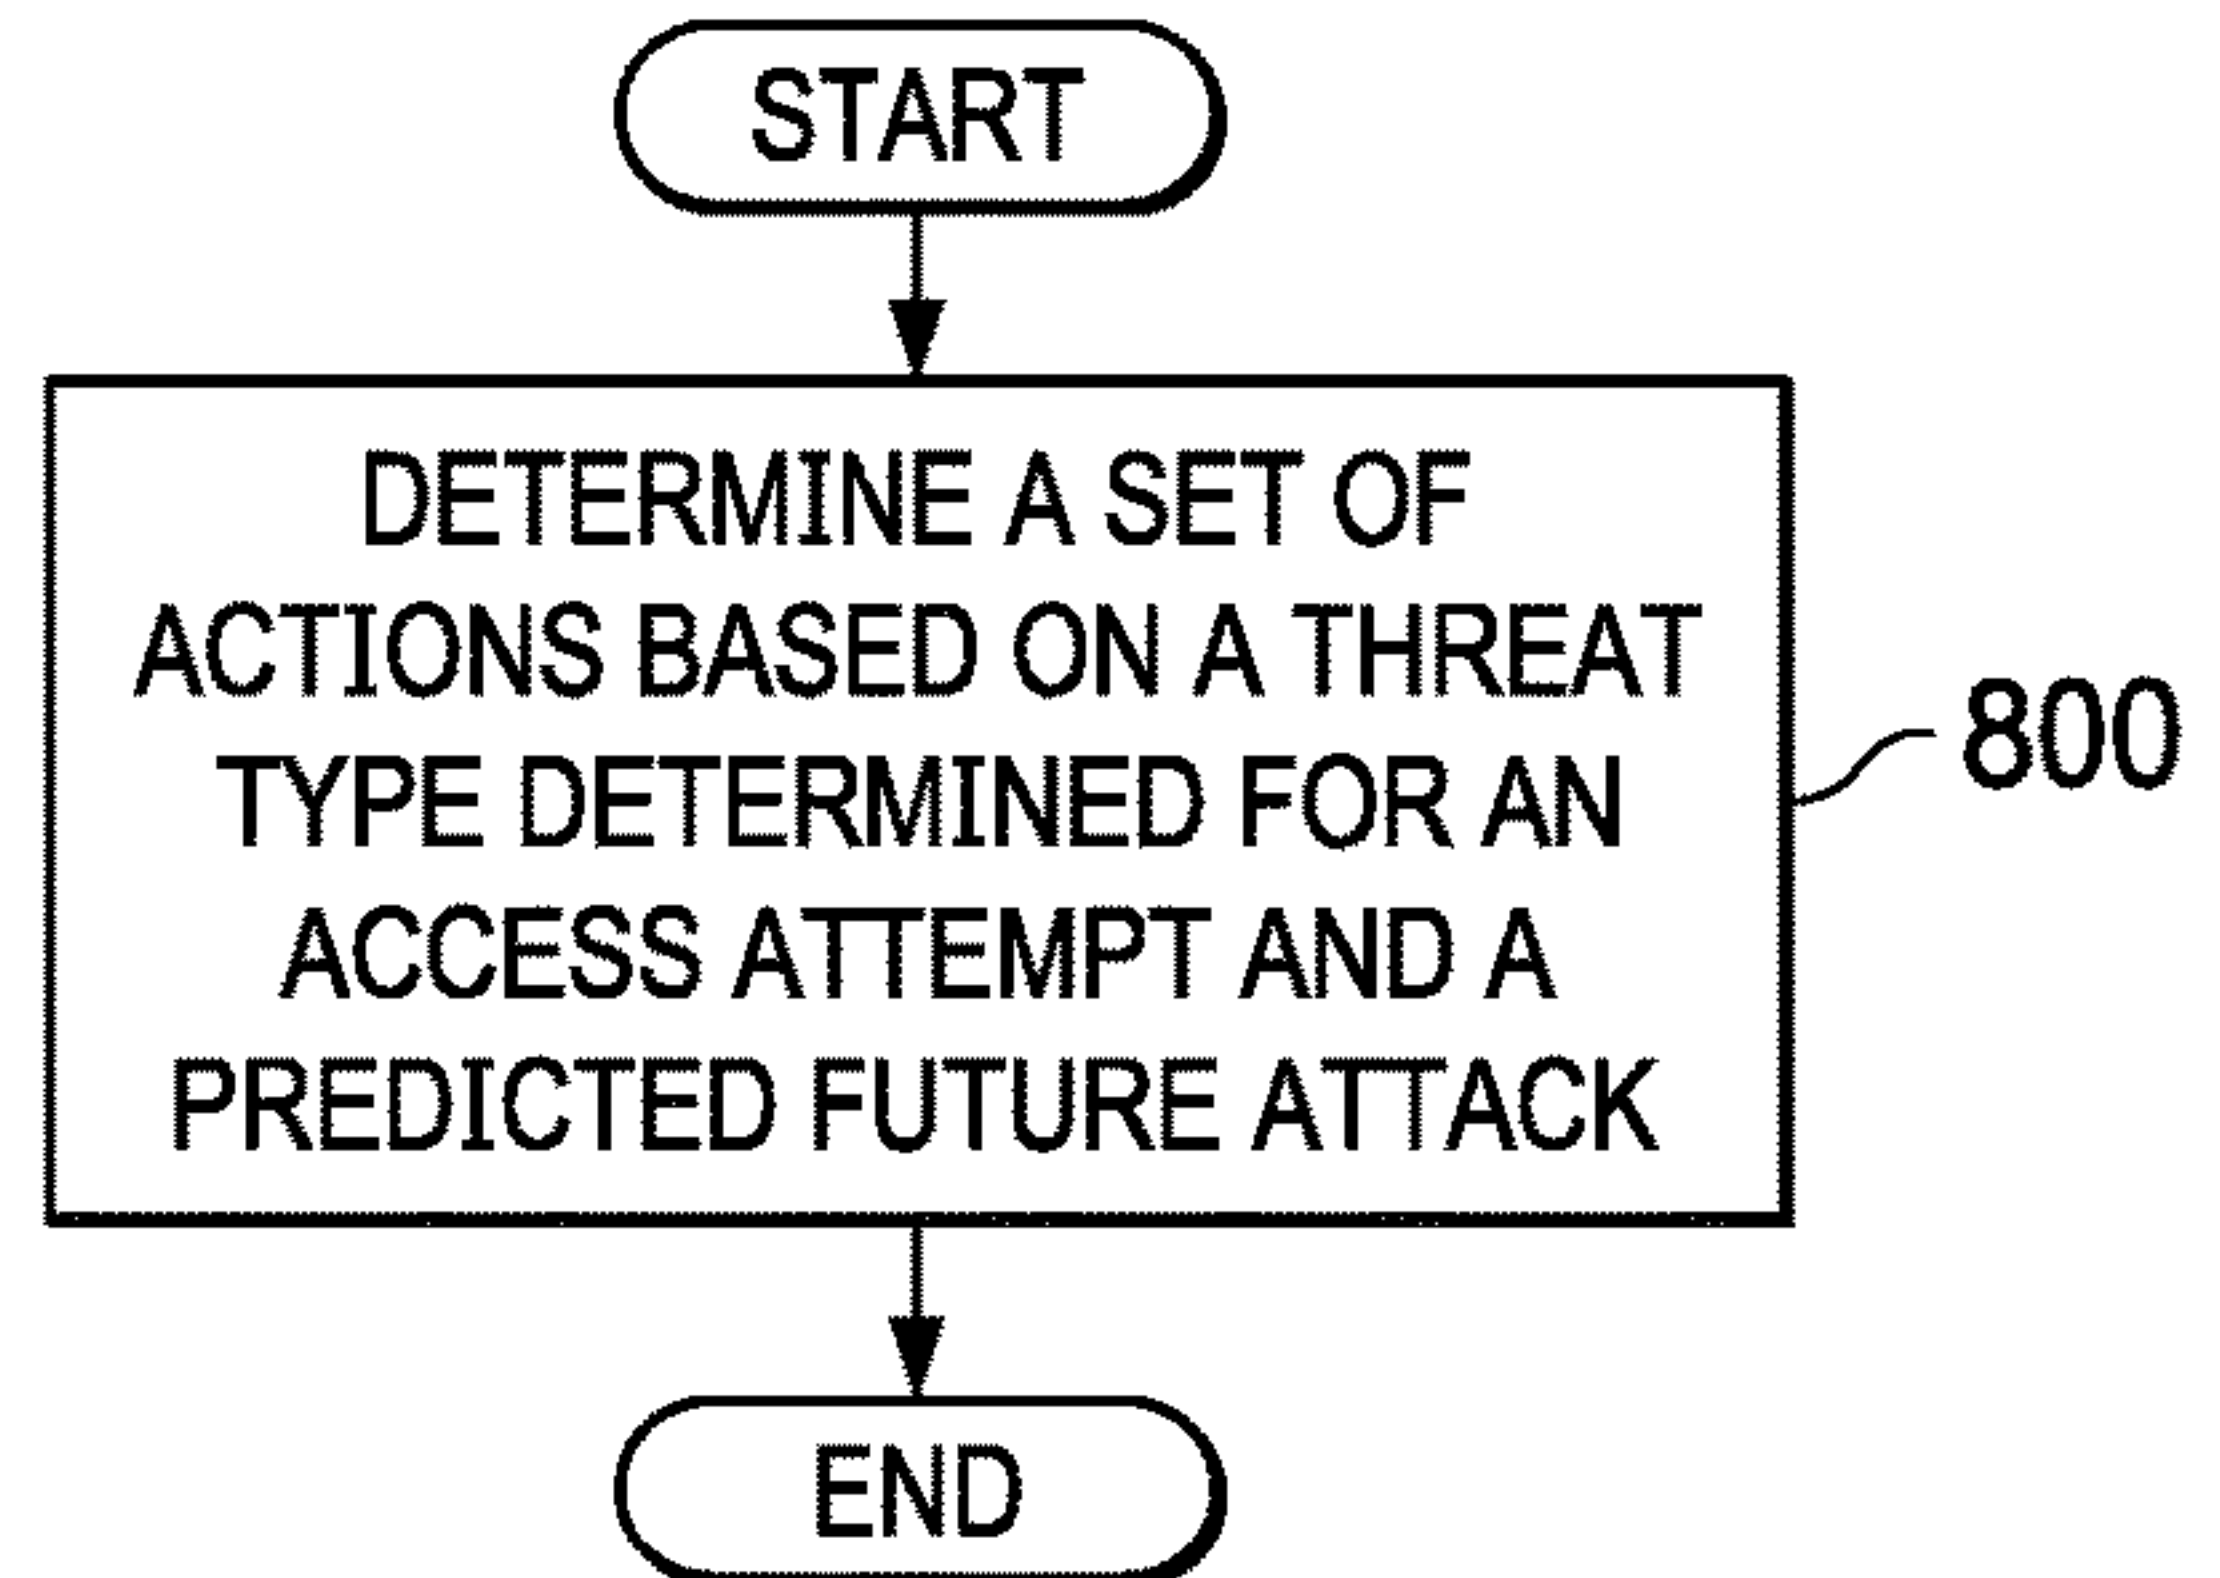 START
DETERMINE A SET OF
ACTIONS BASED ON A THREAT
TYPE DETERMINED FOR AN
ACCESS ATTEMPT AND A
PREDICTED FUTURE ATTACK
800
END